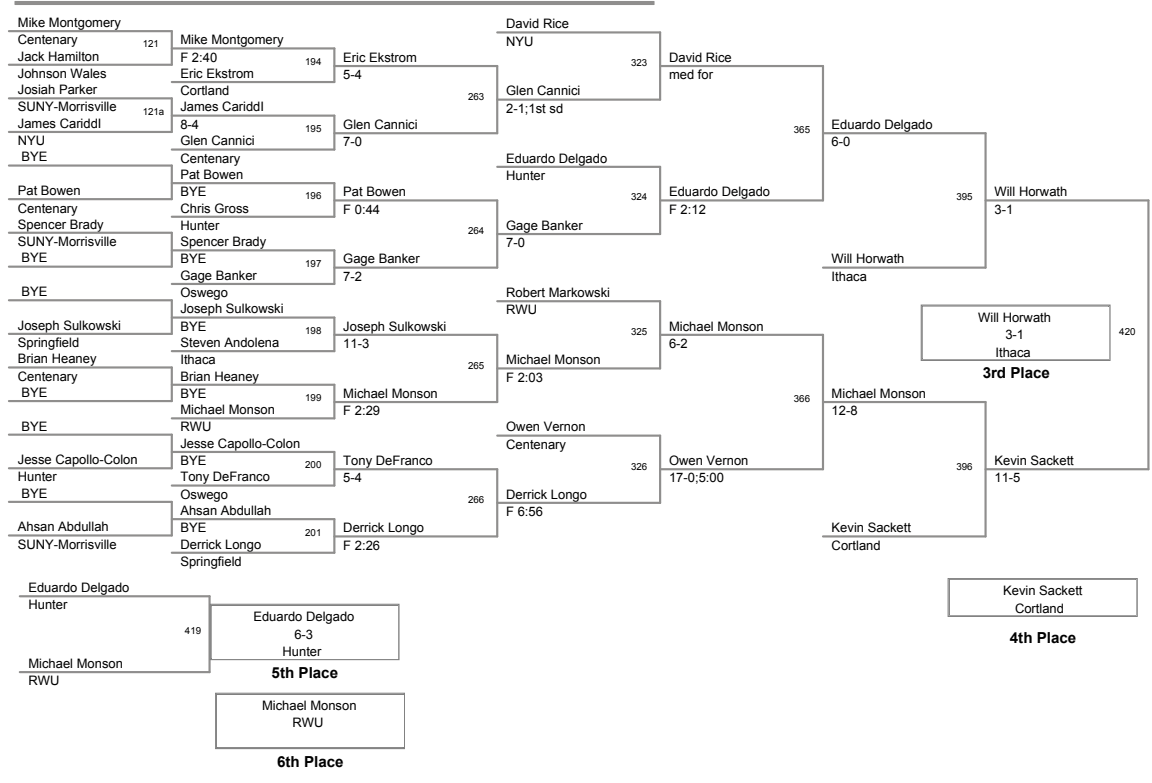 Mike Montgomery
Centenary
121
Jack Hamilton
Johnson Wales
Josiah Parker
SUNY-Morrisville
121a
James CariddI
NYU
BYE
Pat Bowen
Centenary
Spencer Brady
SUNY-Morrisville
BYE
BYE
Joseph Sulkowski
Springfield
Brian Heaney
Centenary
BYE
BYE
Jesse Capollo-Colon
Hunter
BYE
Ahsan Abdullah
SUNY-Morrisville
Mike Montgomery
F 2:40
194
Eric Ekstrom
Cortland
James CariddI
8-4
195
Glen Cannici
Centenary
Pat Bowen
BYE
196
Chris Gross
Hunter
Spencer Brady
BYE
197
Gage Banker
Oswego
Joseph Sulkowski
BYE
198
Steven Andolena
Ithaca
Brian Heaney
BYE
199
Michael Monson
RWU
Jesse Capollo-Colon
BYE
200
Tony DeFranco
Oswego
Ahsan Abdullah
BYE
201
Derrick Longo
Springfield
Eric Ekstrom
5-4
263
Glen Cannici
7-0
Pat Bowen
F 0:44
264
Gage Banker
7-2
Joseph Sulkowski
11-3
265
Michael Monson
F 2:29
Tony DeFranco
5-4
266
Derrick Longo
F 2:26
David Rice
NYU
323
Glen Cannici
2-1;1st sd
Eduardo Delgado
Hunter
324
Gage Banker
7-0
Robert Markowski
RWU
325
Michael Monson
F 2:03
Owen Vernon
Centenary
326
Derrick Longo
F 6:56
David Rice
med for
365
Eduardo Delgado
F 2:12
Michael Monson
6-2
366
Owen Vernon
17-0;5:00
Eduardo Delgado
6-0
395
Will Horwath
Ithaca
Michael Monson
12-8
396
Kevin Sackett
Cortland
Will Horwath
3-1
Kevin Sackett
11-5
420
Will Horwath
3-1
Ithaca
3rd Place
Kevin Sackett
Cortland
4th Place
Eduardo Delgado
Hunter
419
Michael Monson
RWU
Eduardo Delgado
6-3
Hunter
5th Place
Michael Monson
RWU
6th Place